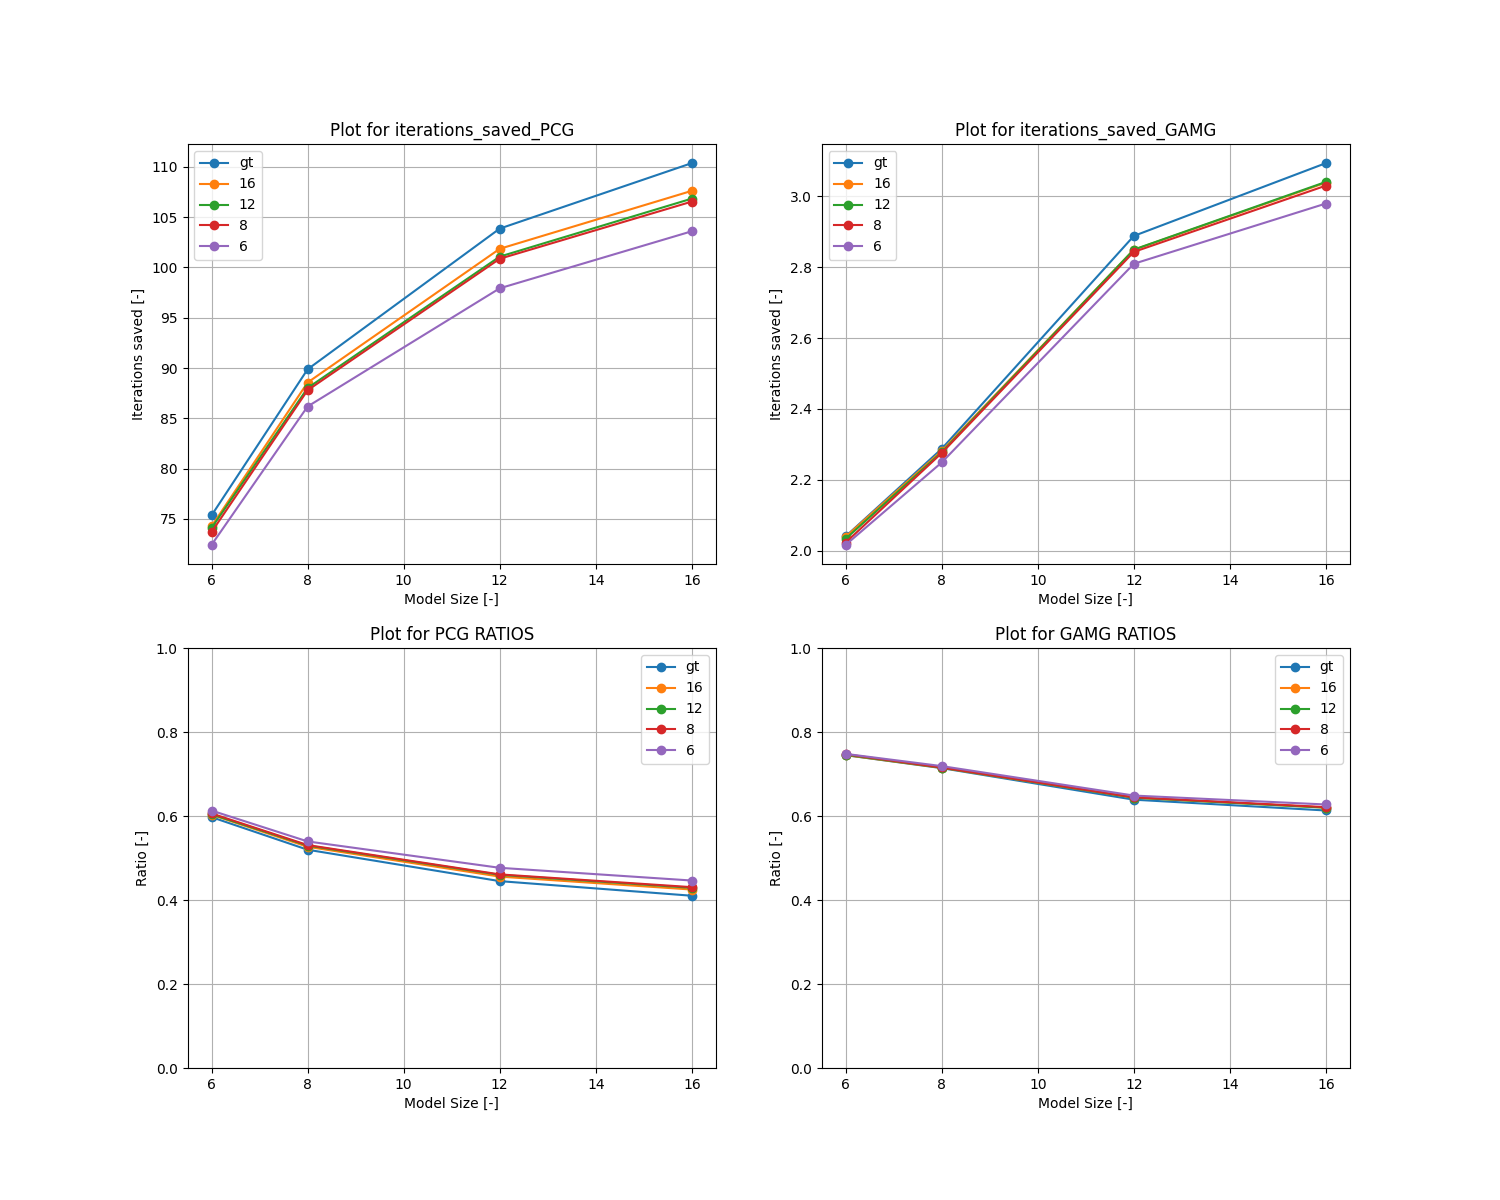 Plot for iterations_saved_PCG
Iterations saved [-]
110
105
100
95
90
85
80
75
6 8 10 12 14 16
Model Size [-]
gt
16
12
8
6
Plot for iterations_saved_GAMG
Iterations saved [-]
3.0
2.8
2.6
2.4
2.2
2.0
6 8 10 12 14 16
Model Size [-]
gt
16
12
8
6
Plot for PCG RATIOS
Ratio [-]
1.0
0.8
0.6
0.4
0.2
0.0
6 8 10 12 14 16
Model Size [-]
gt
16
12
8
6
Plot for GAMG RATIOS
Ratio [-]
1.0
0.8
0.6
0.4
0.2
0.0
6 8 10 12 14 16
Model Size [-]
gt
16
12
8
6